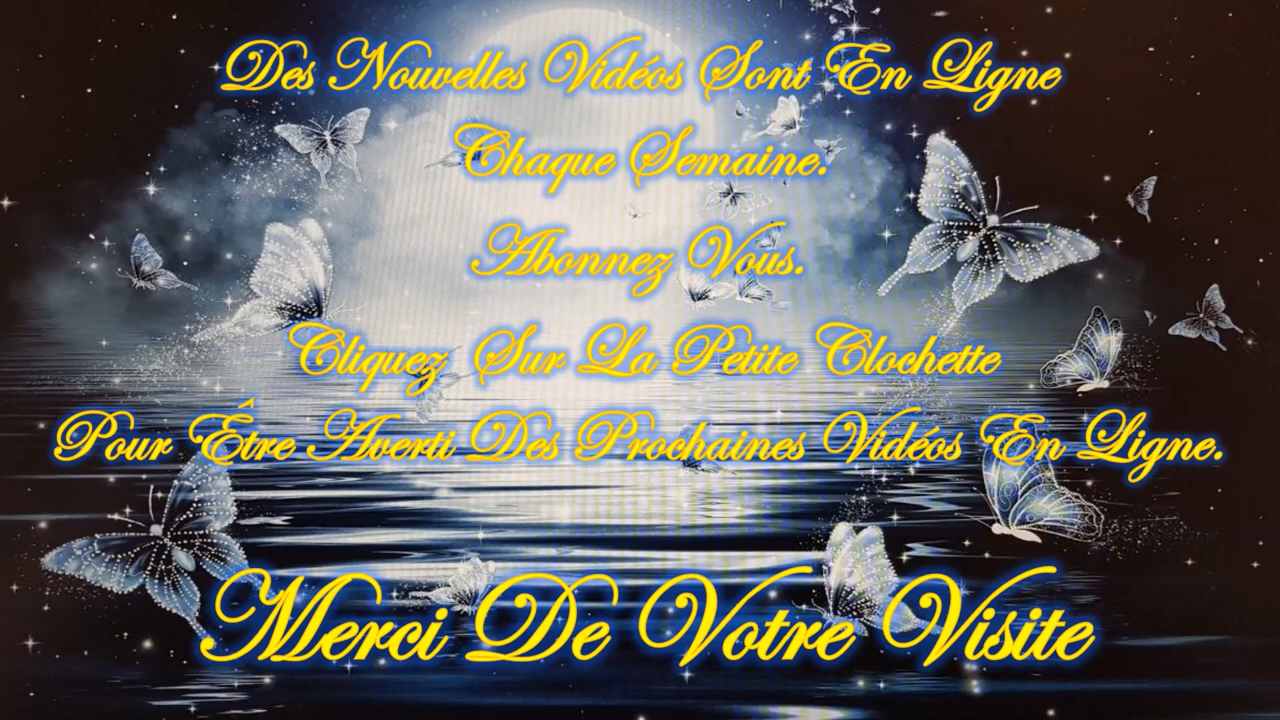 Des Nouvelles Vidéos Sont En Ligne
Chaque Semaine.
Abonnez Vous.
Cliquez Sur La Petite Clochette
Pour Être Averti Des Prochaines Vidéos En Ligne.
Merci De Votre Visite